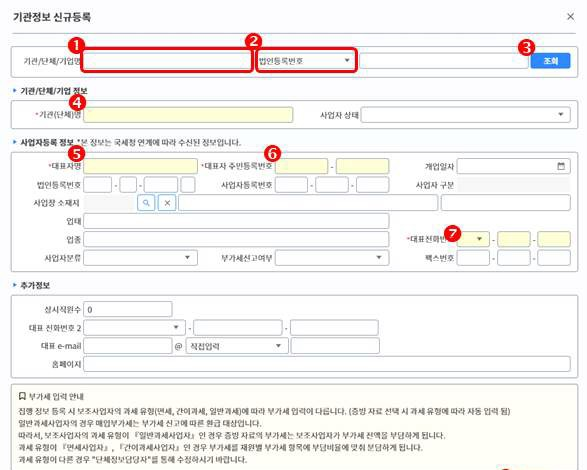 기관정보 신규등록
1 2 3
기관/단체/기업명 법인등록번호 조회
기관/단체/기업 정보
4
*기관(단체)명 사업자 상태
사업자등록 정보 *본 정보는 국세청 연계에 따라 수신된 정보입니다.
5 6
*대표자명 *대표자 주민등록번호 - 개업일자
법인등록번호 - - 사업자등록번호 - - 사업자 구분
사업장 소재지
업태
7
업종 *대표전화번호 - -
사업자분류 부가세신고여부 팩스번호 - -
추가정보
상시직원수 0
대표 전화번호 2 - -
대표 e-mail @ 직접입력
홈페이지
부가세 입력 안내
집행 정보 등록 시 보조사업자의 과세 유형(면세, 간이과세, 일반과세)에 따라 부가세 입력이 다릅니다. (증빙 자료 선택 시 과세 유형에 따라 자동 입력 됨)
일반과세사업자의 경우 매입부가세는 부가세 신고에 따른 환급 대상입니다.
따라서, 보조사업자의 과세 유형이 『일반과세사업자』인 경우 증빙 자료의 부가세는 보조사업자가 부가세 잔액을 부담하게 됩니다.
과세 유형이 『면세사업자』, 『간이과세사업자』인 경우 부가세를 재원별 부가세 항목에 부담비율에 맞춰 분담하게 됩니다.
과세 유형이 다른 경우 "단체정보담당자"를 통해 수정하시기 바랍니다.